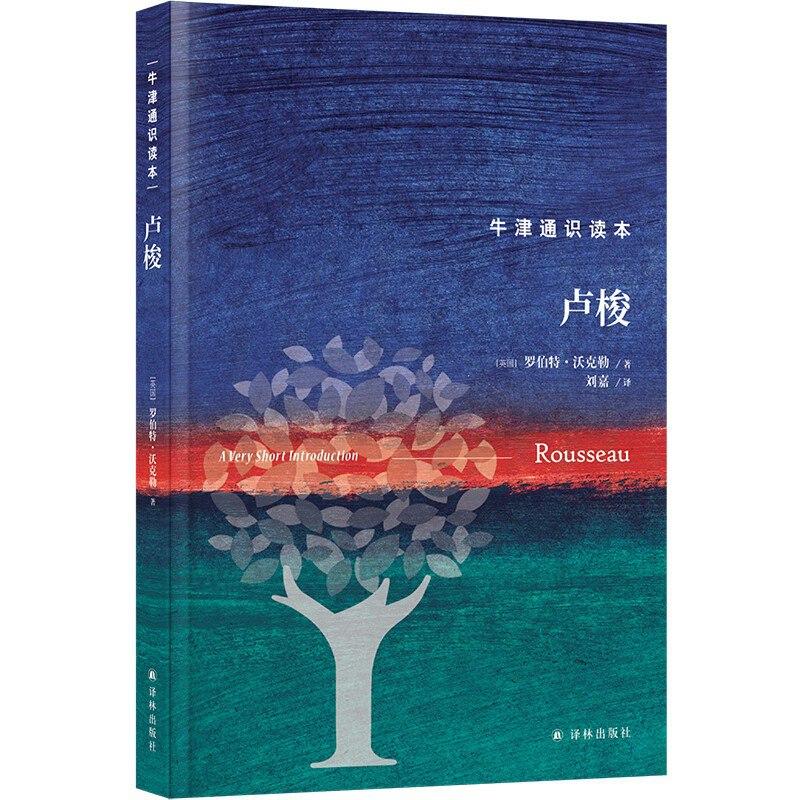 牛津通识读本
卢梭
[英国] 罗伯特·沃克勒 著
译林出版社
牛津通识读本
卢梭
[英国] 罗伯特·沃克勒 / 著
刘嘉 / 译
A Very Short Introduction
Rousseau
译林出版社